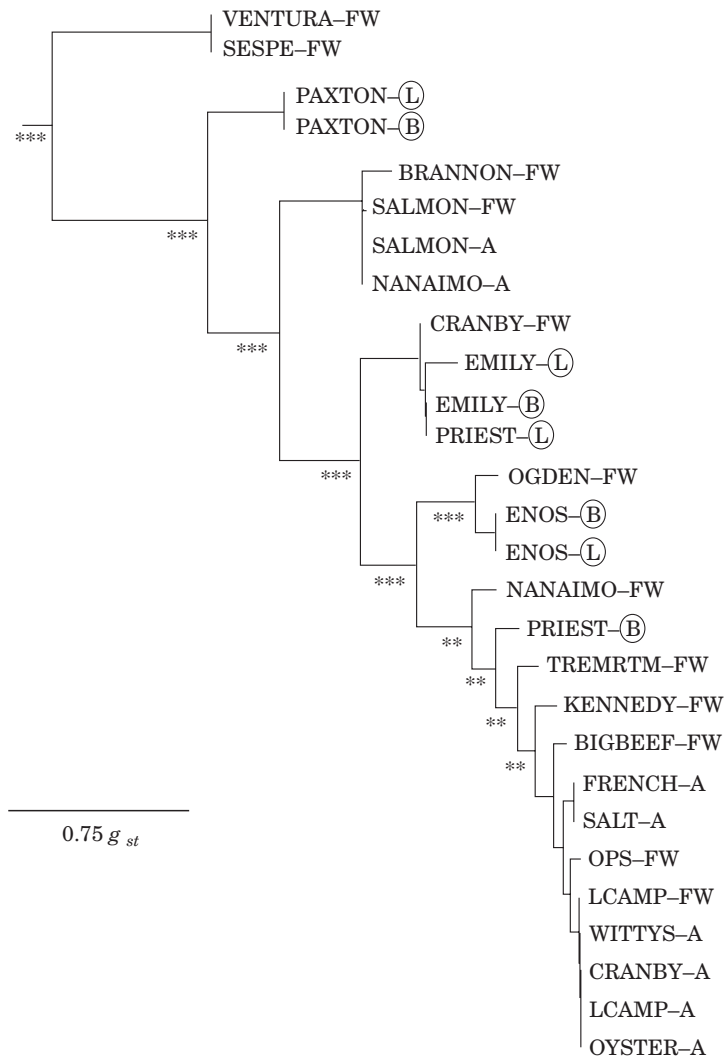 VENTURA–FW
SESPE–FW
PAXTON–L
PAXTON–B
***
BRANNON–FW
SALMON–FW
***
SALMON–A
NANAIMO–A
CRANBY–FW
***
EMILY–L
EMILY–B
PRIEST–L
***
OGDEN–FW
ENOS–B
***
ENOS–L
***
NANAIMO–FW
PRIEST–B
**
TREMRTM–FW
**
KENNEDY–FW
**
BIGBEEF–FW
**
FRENCH–A
SALT–A
0.75 g st
OPS–FW
LCAMP–FW
WITTYS–A
CRANBY–A
LCAMP–A
OYSTER–A